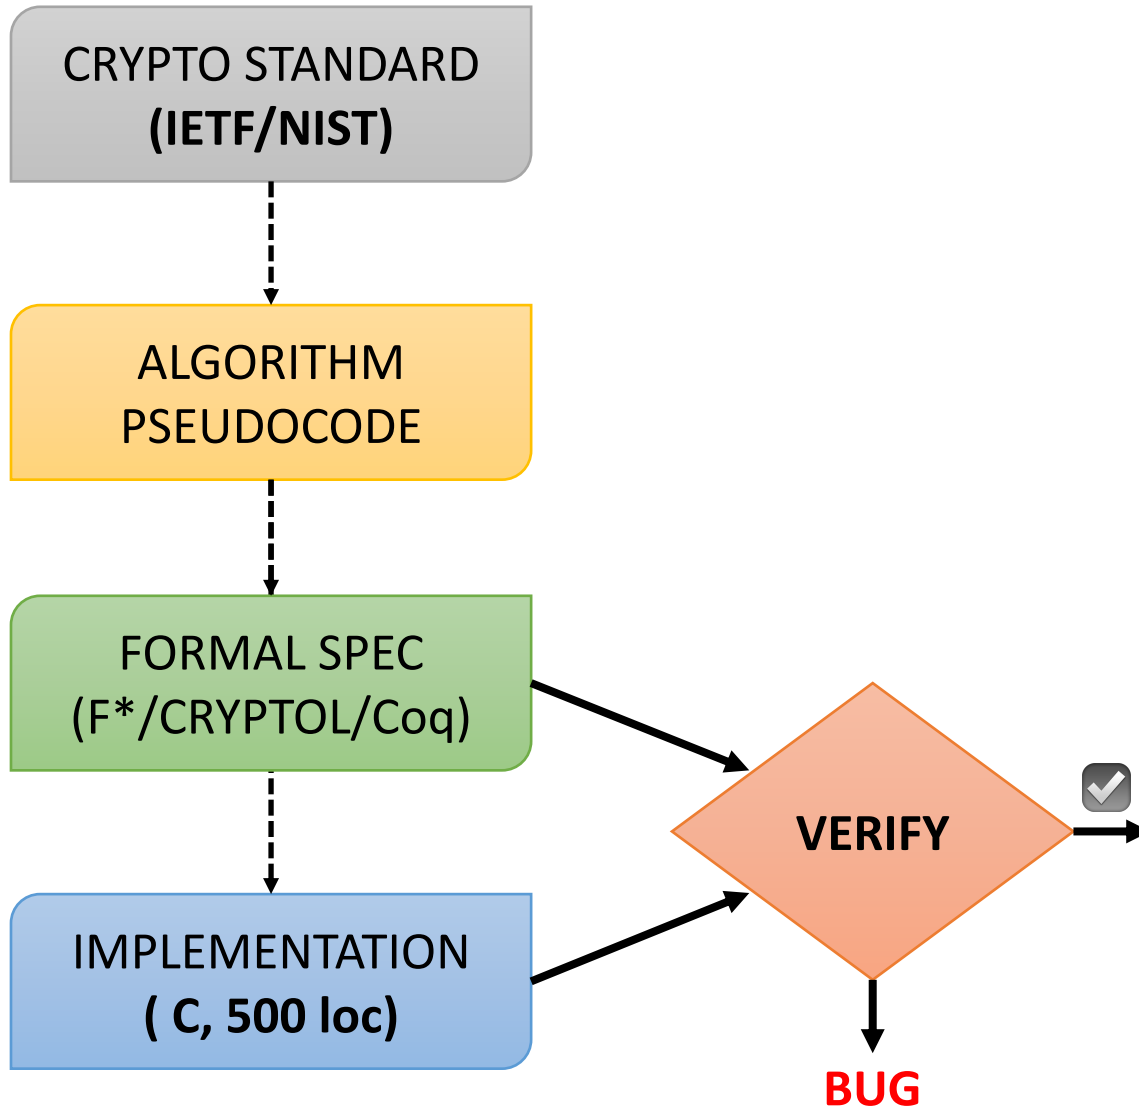 CRYPTO STANDARD
(IETF/NIST)
ALGORITHM
PSEUDOCODE
FORMAL SPEC
(F*/CRYPTOL/Coq)
VERIFY
IMPLEMENTATION
( C, 500 loc)
BUG